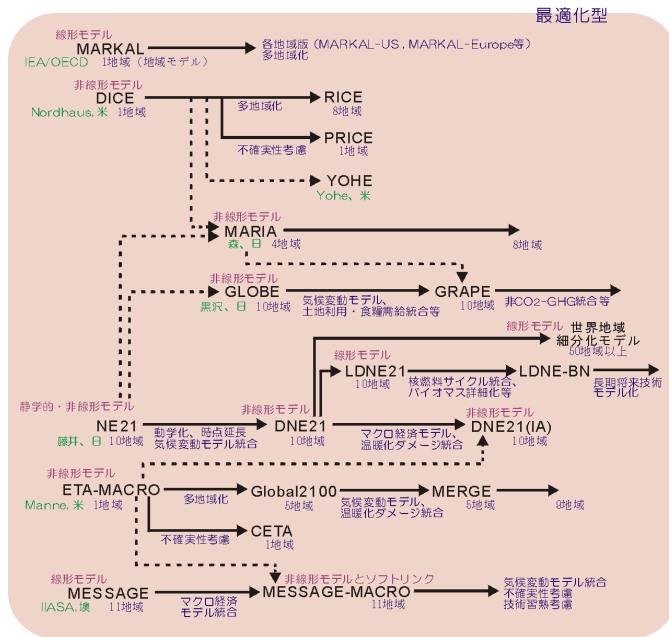 最適化型
線形モデル
MARKAL
IEA/OECD 1地域（地域モデル）
各地域版（MARKAL-US，MARKAL-Europe等）
多地域化
非線形モデル
DICE
Nordhaus,米 1地域
多地域化
RICE
8地域
不確実性考慮
PRICE
1地域
YOHE
Yohe、米
非線形モデル
MARIA
森、日 4地域
8地域
非線形モデル
GLOBE
黒沢、日 10地域
気候変動モデル、
土地利用・食糧需給統合等
GRAPE
10地域
非CO2-GHG統合等
線形モデル
世界地域
細分化モデル
50地域以上
線形モデル
LDNE21
10地域
核燃料サイクル統合、
バイオマス詳細化等
LDNE-BN
長期将来技術
モデル化
静学的・非線形モデル
NE21
藤井、日 10地域
動学化、時点延長
気候変動モデル統合
非線形モデル
DNE21
10地域
マクロ経済モデル、
温暖化ダメージ統合
非線形モデル
DNE21(IA)
10地域
非線形モデル
ETA-MACRO
Manne,米 1地域
多地域化
Global2100
5地域
気候変動モデル、
温暖化ダメージ統合
MERGE
5地域
9地域
不確実性考慮
CETA
1地域
線形モデル
MESSAGE
IIASA,墺 11地域
マクロ経済
モデル統合
非線形モデルとソフトリンク
MESSAGE-MACRO
11地域
気候変動モデル統合
不確実性考慮
技術習熟考慮